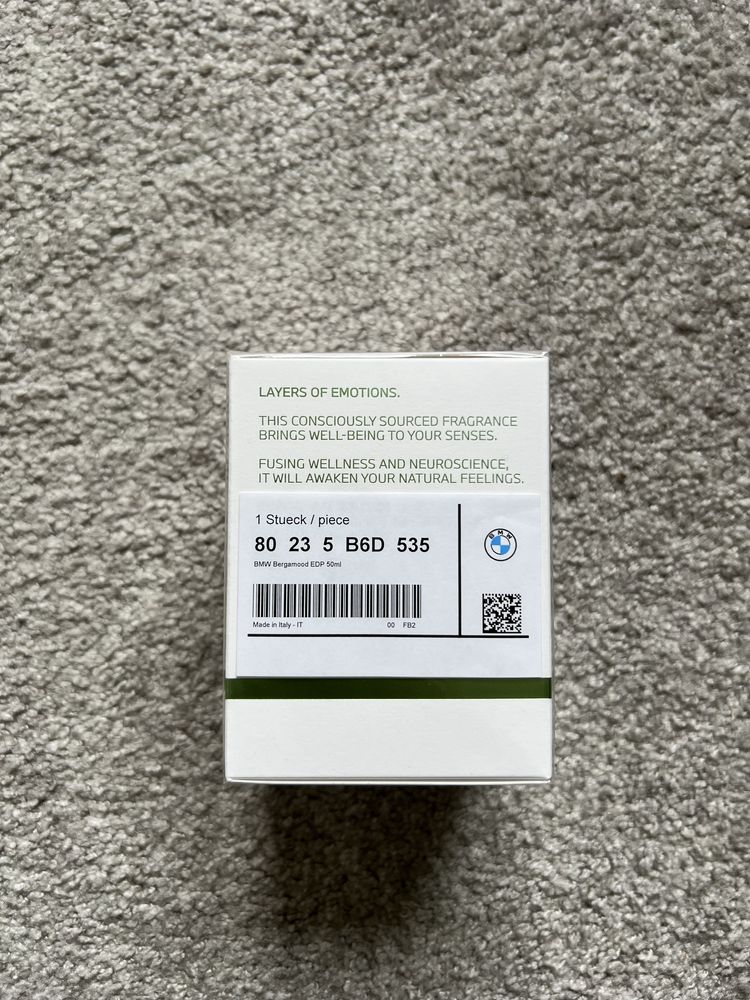 LAYERS OF EMOTIONS.
THIS CONSCIOUSLY SOURCED FRAGRANCE
BRINGS WELL-BEING TO YOUR SENSES.
FUSING WELLNESS AND NEUROSCIENCE,
IT WILL AWAKEN YOUR NATURAL FEELINGS.
1 Stueck / piece
80 23 5 B6D 535
BMW Bergamood EDP 50ml
Made in Italy - IT 00 FB2
BMW